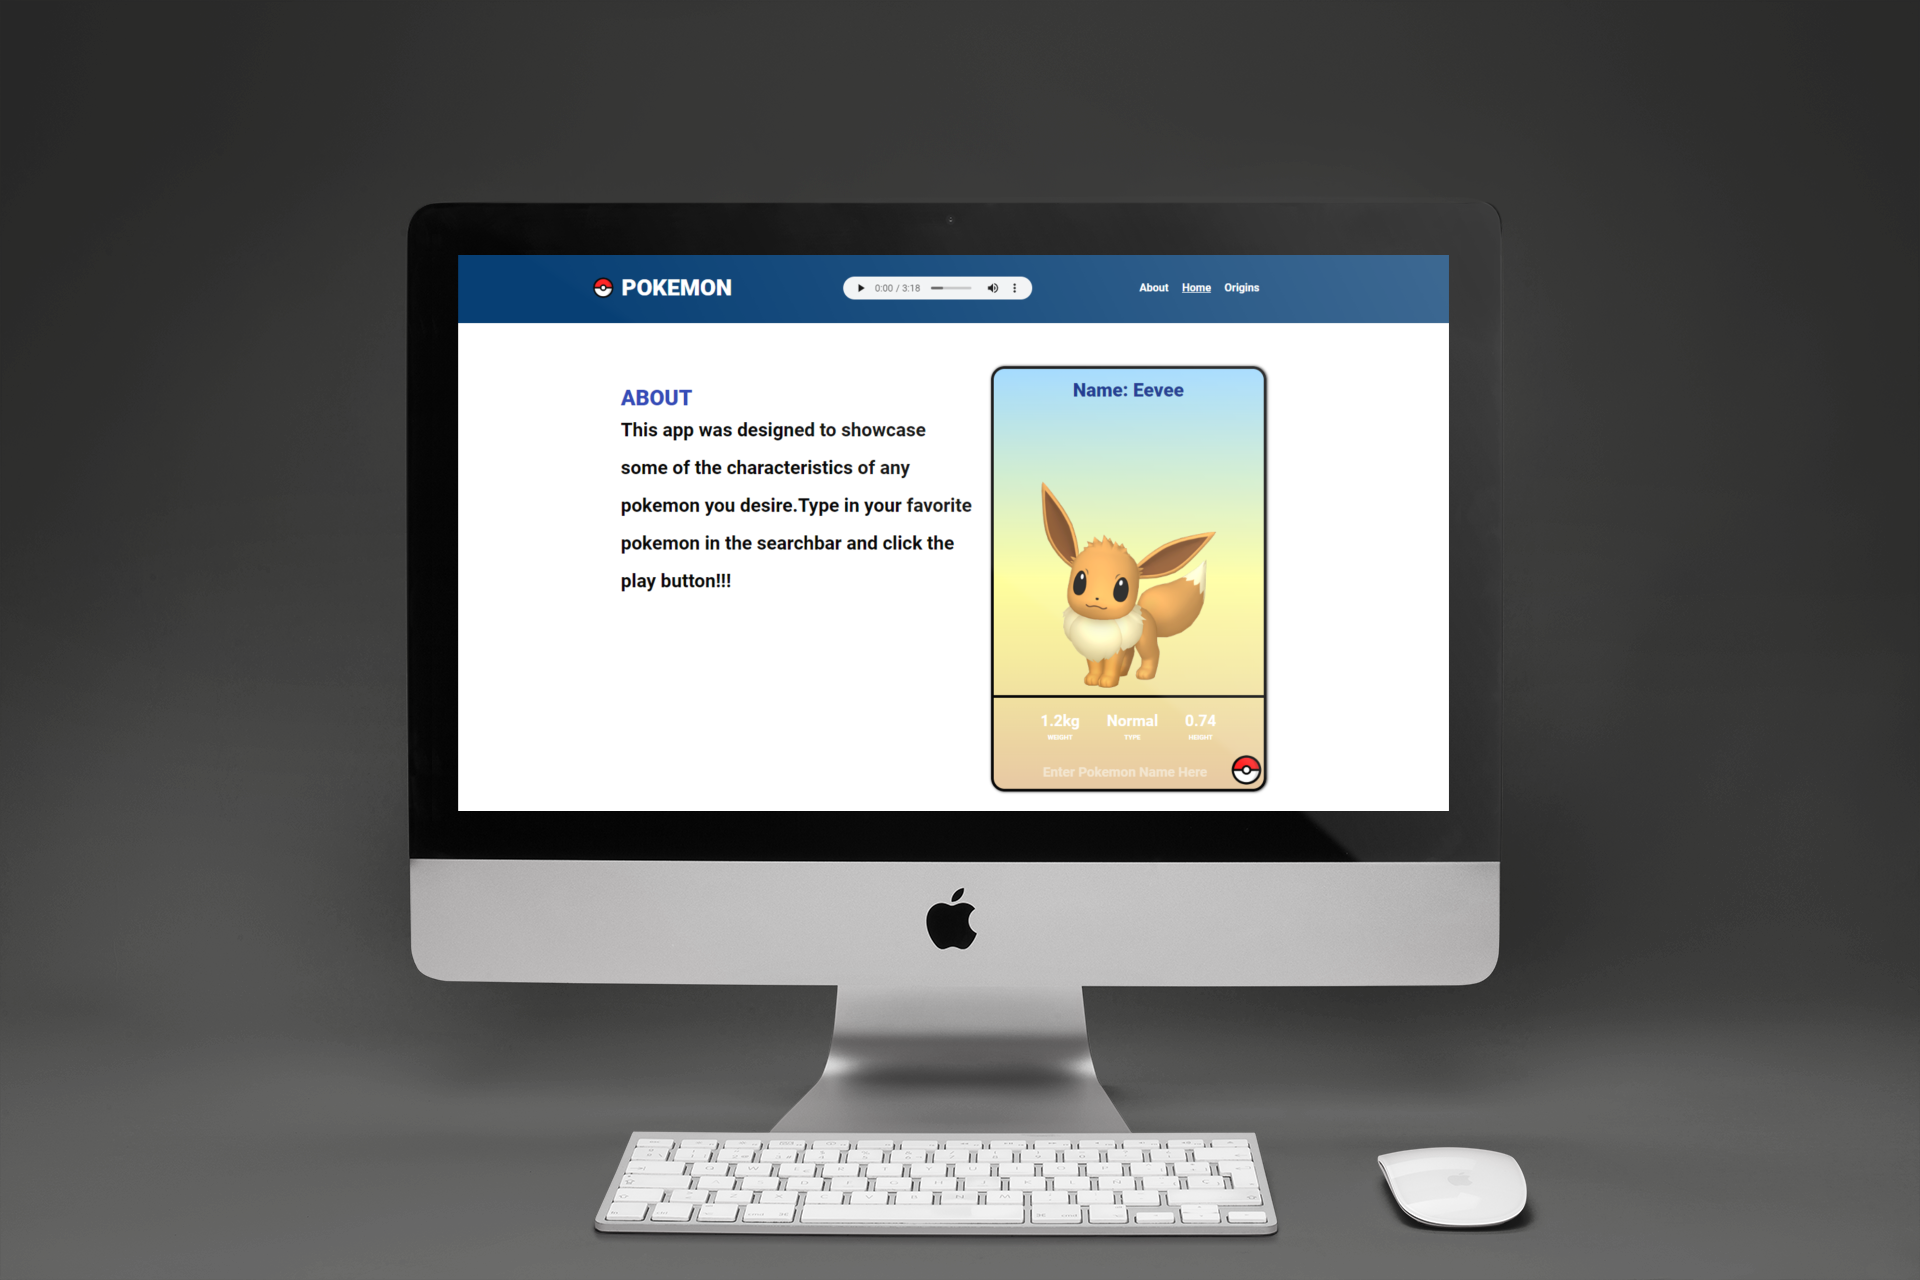 POKEMON
0:00 / 3:18
About Home Origins
ABOUT
This app was designed to showcase
some of the characteristics of any
pokemon you desire.Type in your favorite
pokemon in the searchbar and click the
play button!!!
Name: Eevee
1.2kg Normal 0.74
WEIGHT TYPE HEIGHT
Enter Pokemon Name Here